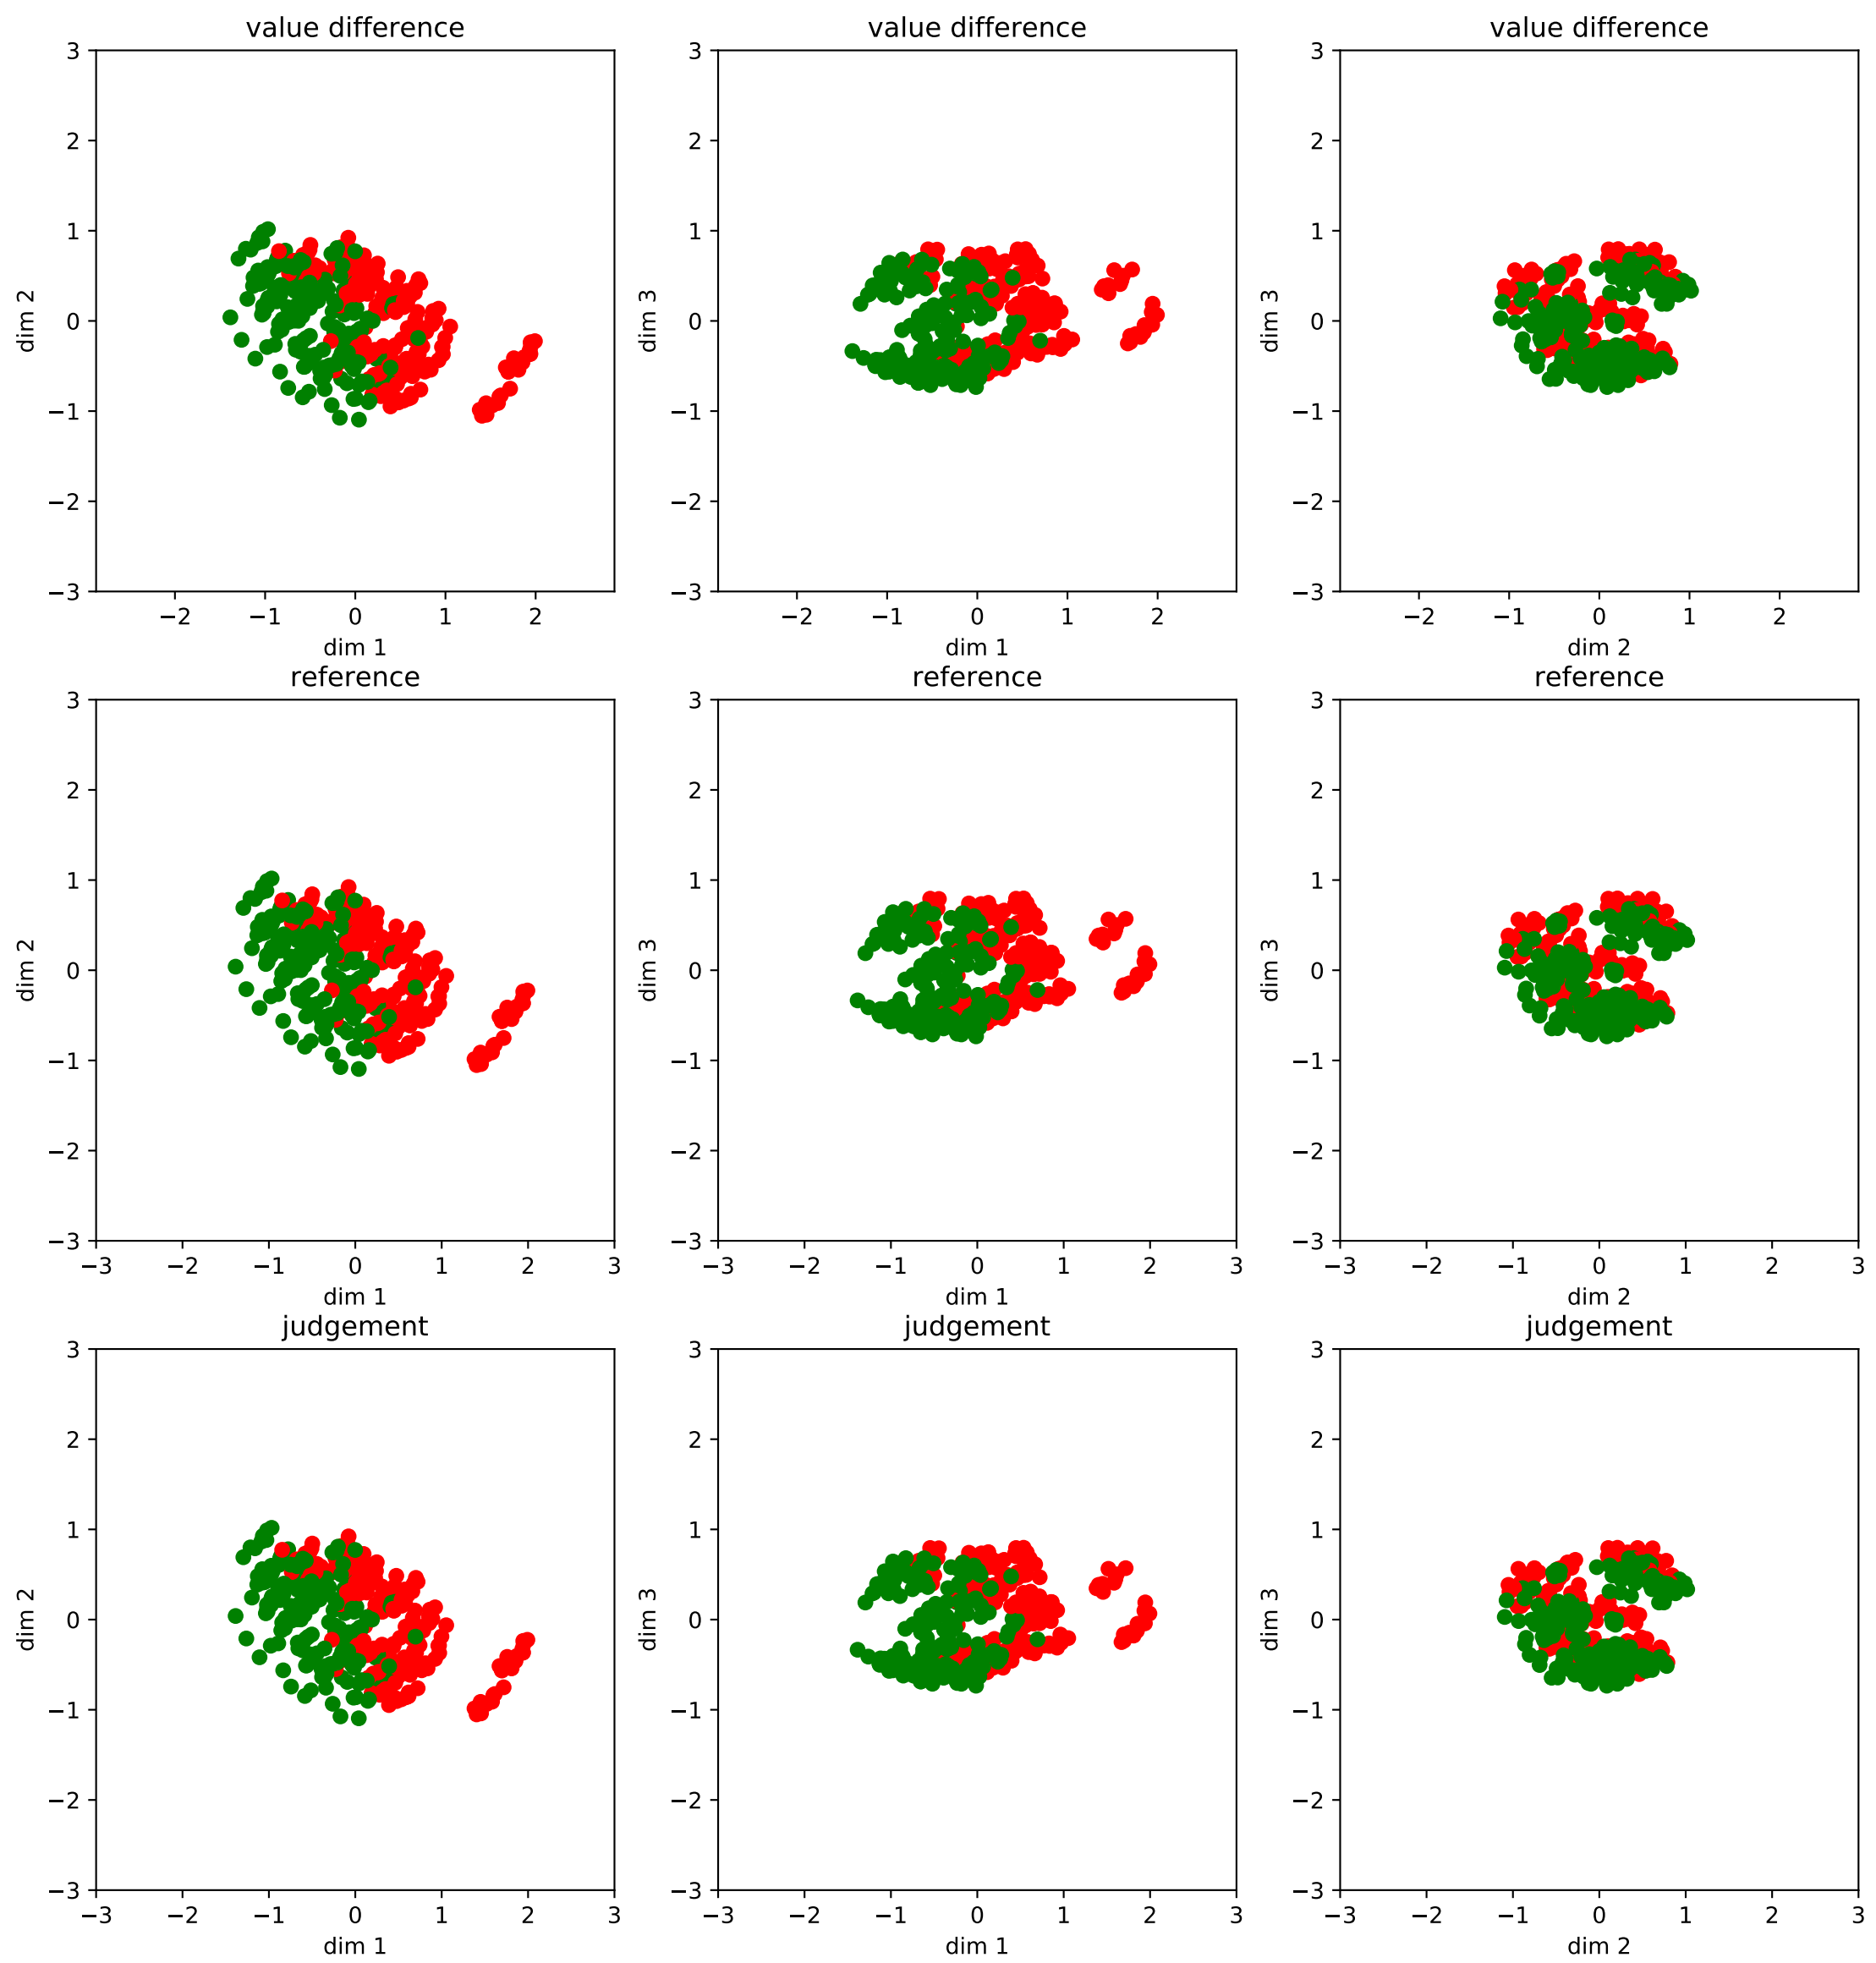 value difference value difference value difference
3 3 3
2 2 2
1 1 1
dim 2 0 dim 3 0 dim 3 0
−1 −1 −1
−2 −2 −2
−3 −3 −3
−2 −1 0 1 2 −2 −1 0 1 2 −2 −1 0 1 2
dim 1 dim 1 dim 2
reference reference reference
3 3 3
2 2 2
1 1 1
dim 2 0 dim 3 0 dim 3 0
−1 −1 −1
−2 −2 −2
−3 −3 −3
−3 −2 −1 0 1 2 3 −3 −2 −1 0 1 2 3 −3 −2 −1 0 1 2 3
dim 1 dim 1 dim 2
judgement judgement judgement
3 3 3
2 2 2
1 1 1
dim 2 0 dim 3 0 dim 3 0
−1 −1 −1
−2 −2 −2
−3 −3 −3
−3 −2 −1 0 1 2 3 −3 −2 −1 0 1 2 3 −3 −2 −1 0 1 2 3
dim 1 dim 1 dim 2